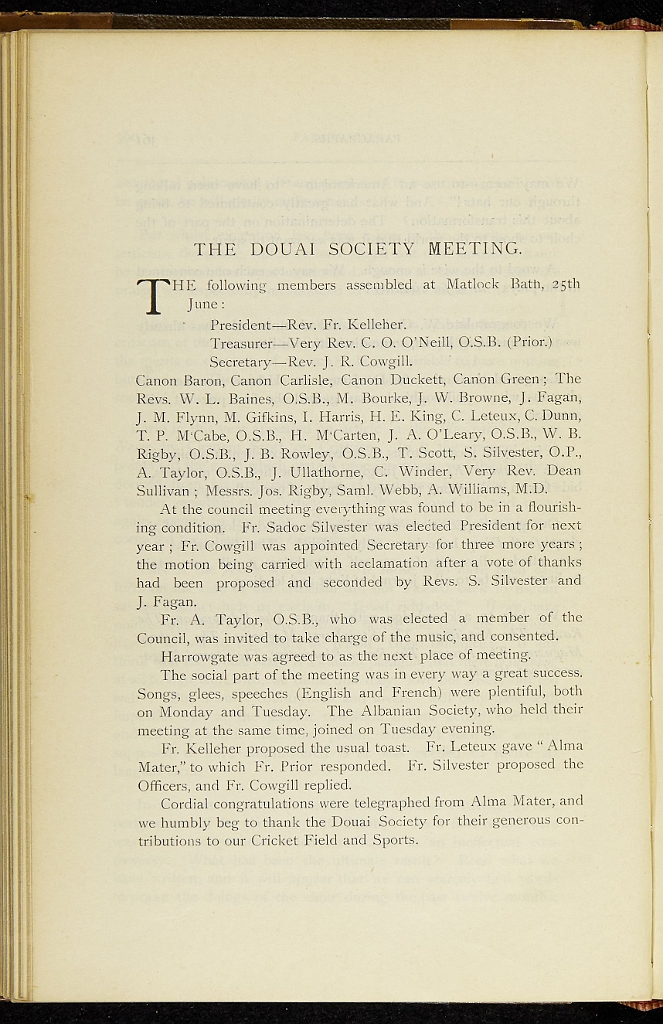 THE DOUAI SOCIETY MEETING.
THE following members assembled at Matlock Bath, 25th
June :
President—Rev. Fr. Kelleher.
Treasurer—Very Rev. C. O. O'Neill, O.S.B. (Prior.)
Secretary—Rev. J. R. Cowgill.
Canon Baron, Canon Carlisle, Canon Duckett, Canon Green ; The
Revs. W. L. Baines, O.S.B., M. Bourke, J. W. Browne, J. Fagan,
J. M. Flynn, M. Gifkins, I. Harris, H. E. King, C. Leteux, C. Dunn,
T. P. M'Cabe, O.S.B., H. M'Carten, J. A. O'Leary, O.S.B., W. B.
Rigby, O.S.B., J. B. Rowley, O.S.B., T. Scott, S. Silvester, O.P.,
A. Taylor, O.S.B., J. Ullathorne, C. Winder, Very Rev. Dean
Sullivan ; Messrs. Jos. Rigby, Saml. Webb, A. Williams, M.D.
At the council meeting everything was found to be in a flourish-
ing condition. Fr. Sadoc Silvester was elected President for next
year ; Fr. Cowgill was appointed Secretary for three more years ;
the motion being carried with acclamation after a vote of thanks
had been proposed and seconded by Revs. S. Silvester and
J. Fagan.
Fr. A. Taylor, O.S.B., who was elected a member of the
Council, was invited to take charge of the music, and consented.
Harrowgate was agreed to as the next place of meeting.
The social part of the meeting was in every way a great success.
Songs, glees, speeches (English and French) were plentiful, both
on Monday and Tuesday. The Albanian Society, who held their
meeting at the same time, joined on Tuesday evening.
Fr. Kelleher proposed the usual toast. Fr. Leteux gave "Alma
Mater," to which Fr. Prior responded. Fr. Silvester proposed the
Officers, and Fr. Cowgill replied.
Cordial congratulations were telegraphed from Alma Mater, and
we humbly beg to thank the Douai Society for their generous con-
tributions to our Cricket Field and Sports.